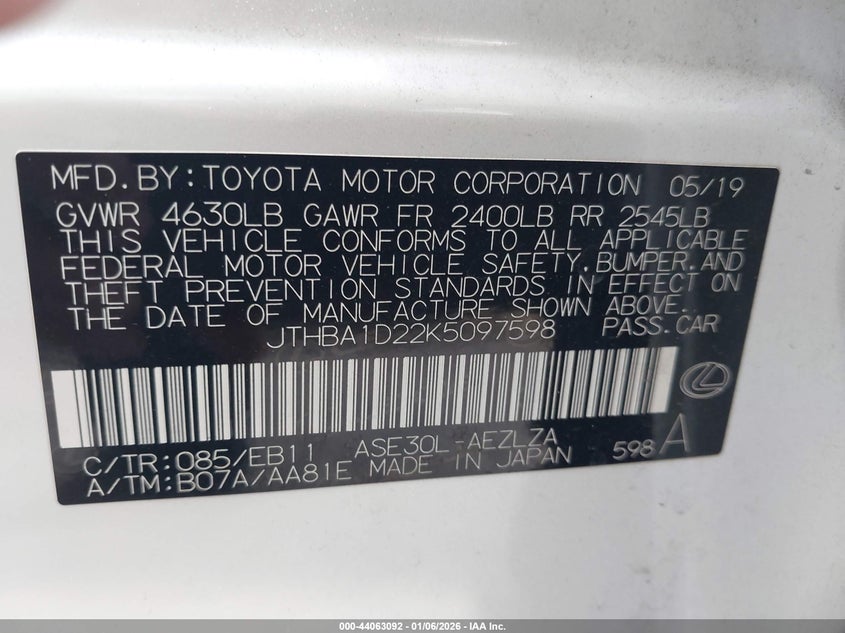 MFD.BY:TOYOTA MOTOR CORPORATION 05/19
GVWR 4630LB GAWR FR 2400LB RR 2545LB
THIS VEHICLE CONFORMS TO ALL APPLICABLE
FEDERAL MOTOR VEHICLE SAFETY,BUMPER,AND
THEFT PREVENTION STANDARDS IN EFFECT ON
THE DATE OF MANUFACTURE SHOWN ABOVE.
JTHBA1D22K5097598 PASS.CAR
C/TR:085/EB11 ASE30L-AEZLZA 598 A
A/TM:B07A/AA81E MADE IN JAPAN
000-44063092 - 01/06/2026 - IAA Inc.